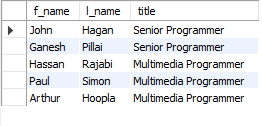 f_name l_name title
John Hagan Senior Programmer
Ganesh Pillai Senior Programmer
Hassan Rajabi Multimedia Programmer
Paul Simon Multimedia Programmer
Arthur Hoopla Multimedia Programmer